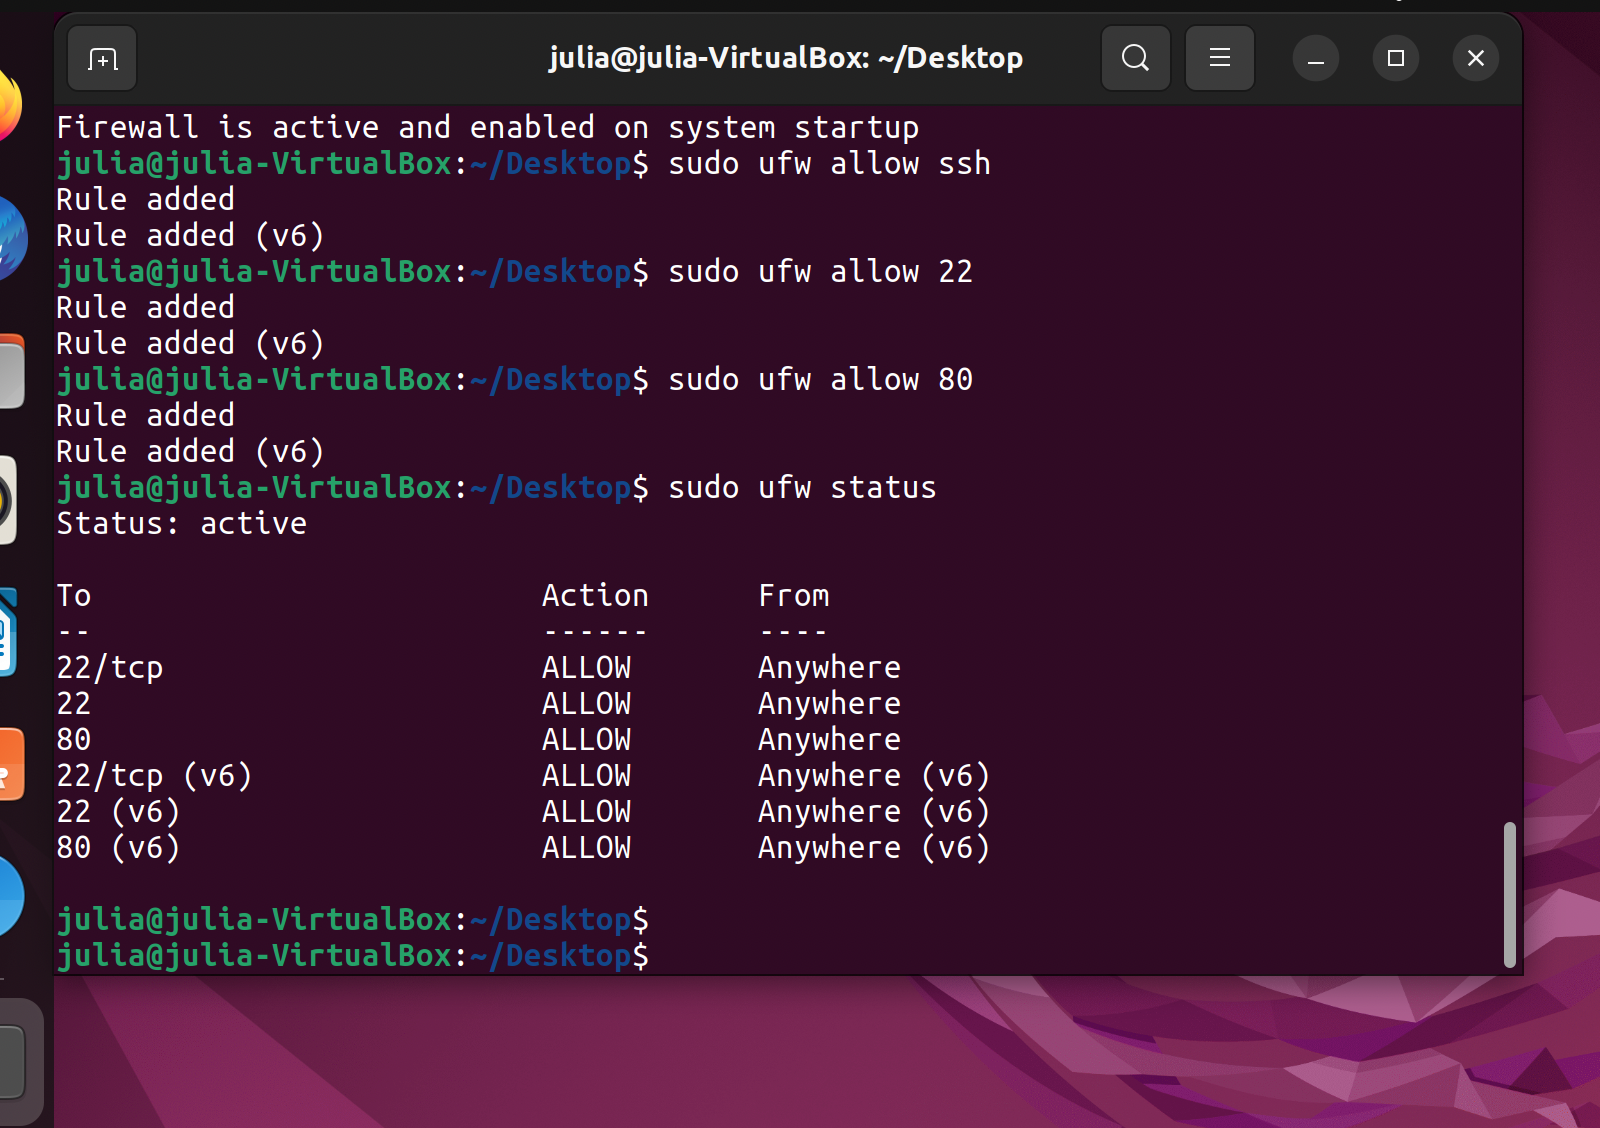 julia@julia-VirtualBox: ~/Desktop
Firewall is active and enabled on system startup
julia@julia-VirtualBox:~/Desktop$ sudo ufw allow ssh
Rule added
Rule added (v6)
julia@julia-VirtualBox:~/Desktop$ sudo ufw allow 22
Rule added
Rule added (v6)
julia@julia-VirtualBox:~/Desktop$ sudo ufw allow 80
Rule added
Rule added (v6)
julia@julia-VirtualBox:~/Desktop$ sudo ufw status
Status: active
To Action From
-- ------ ----
22/tcp ALLOW Anywhere
22 ALLOW Anywhere
80 ALLOW Anywhere
22/tcp (v6) ALLOW Anywhere (v6)
22 (v6) ALLOW Anywhere (v6)
80 (v6) ALLOW Anywhere (v6)
julia@julia-VirtualBox:~/Desktop$
julia@julia-VirtualBox:~/Desktop$